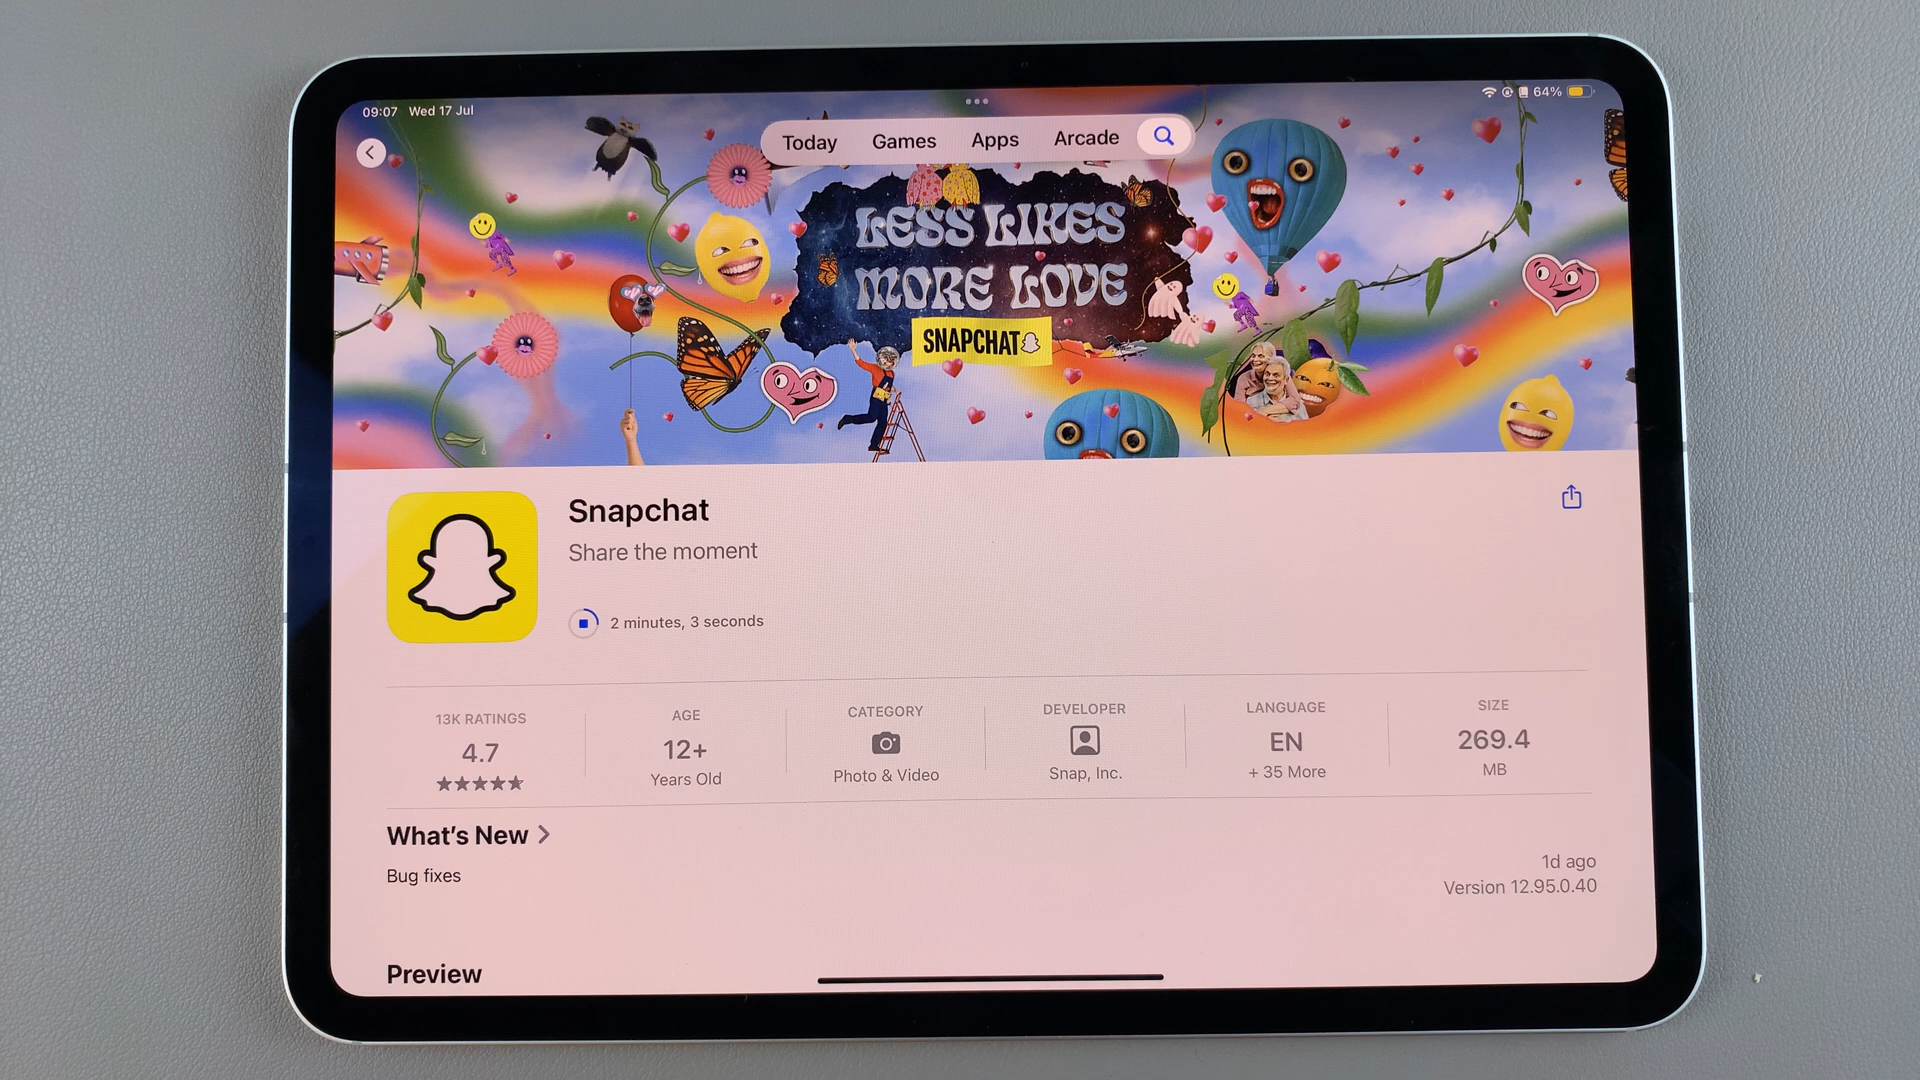 09:07 Wed 17 Jul
64%
Today Games Apps Arcade
LESS LIKES
MORE LOVE
SNAPCHAT
Snapchat
Share the moment
2 minutes, 3 seconds
13K RATINGS
4.7
AGE
12+
Years Old
CATEGORY
Photo & Video
DEVELOPER
Snap, Inc.
LANGUAGE
EN
+ 35 More
SIZE
269.4
MB
What's New
Bug fixes
1d ago
Version 12.95.0.40
Preview